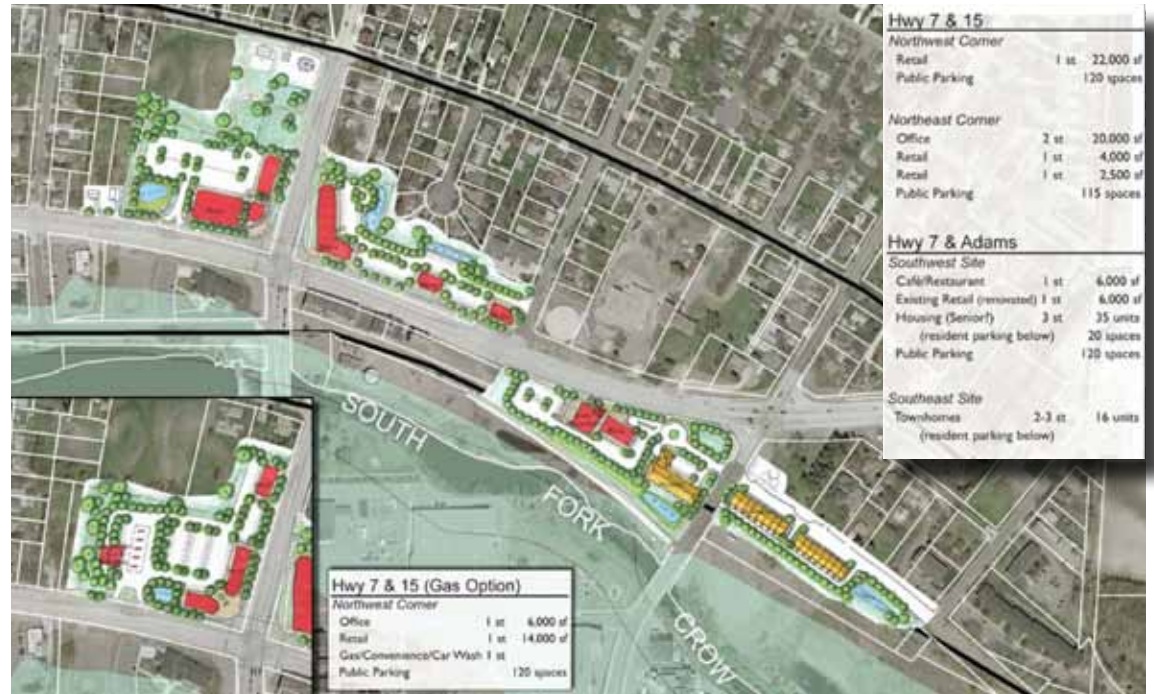 Hwy 7 & 15
Northwest Corner
Retail 1 st 22,000 sf
Public Parking 120 spaces
Northeast Corner
Office 2 st 20,000 sf
Retail 1 st 4,000 sf
Retail 1 st 2,500 sf
Public Parking 115 spaces
Hwy 7 & Adams
Southwest Site
Café/Restaurant 1 st 6,000 sf
Existing Retail (renovated) 1 st 6,000 sf
Housing (Senior?) 3 st 35 units
(resident parking below) 20 spaces
Public Parking 120 spaces
Southeast Site
Townhomes 2-3 st 16 units
(resident parking below)
SOUTH
FORK
CROW
Hwy 7 & 15 (Gas Option)
Northwest Corner
Office 1 st 6,000 sf
Retail 1 st 14,000 sf
Gas/Convenience/Car Wash 1 st
Public Parking 120 spaces